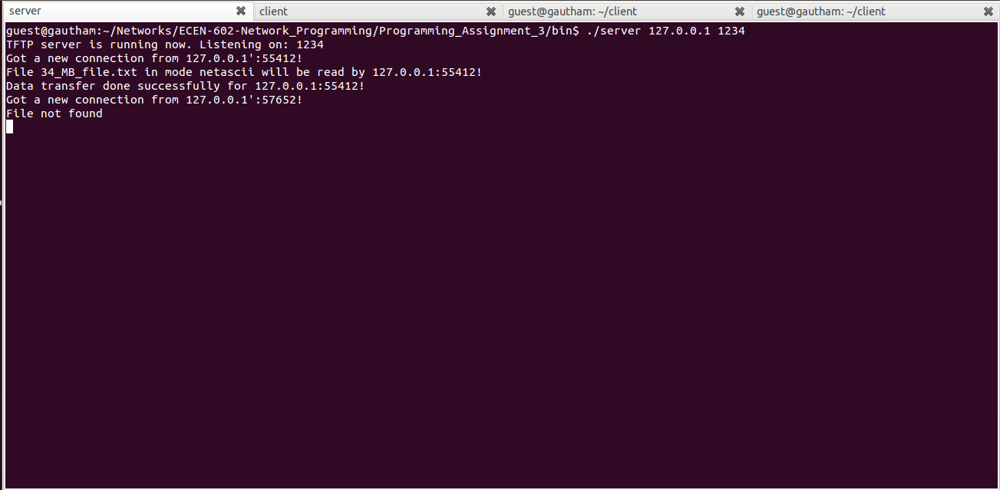 server client guest@gautham: ~/client guest@gautham: ~/client
guest@gautham:~/Networks/ECEN-602-Network_Programming/Programming_Assignment_3/bin$ ./server 127.0.0.1 1234
TFTP server is running now. Listening on: 1234
Got a new connection from 127.0.0.1':55412!
File 34_MB_file.txt in mode netascii will be read by 127.0.0.1:55412!
Data transfer done successfully for 127.0.0.1:55412!
Got a new connection from 127.0.0.1':57652!
File not found